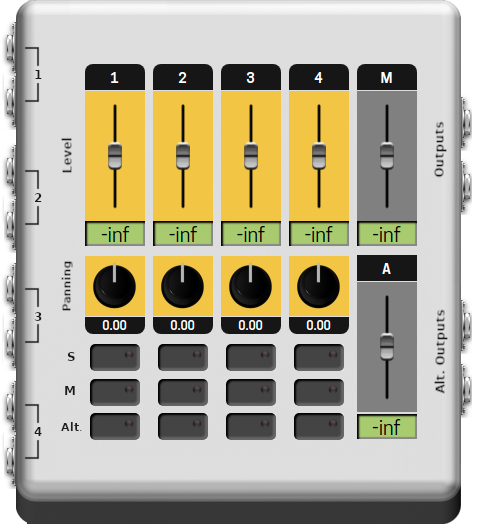 1 2 3 4 M
1
Level
Outputs
2
-inf -inf -inf -inf -inf
Panning
A
3
0.00 0.00 0.00 0.00
Alt. Outputs
S
M
Alt.
4
-inf